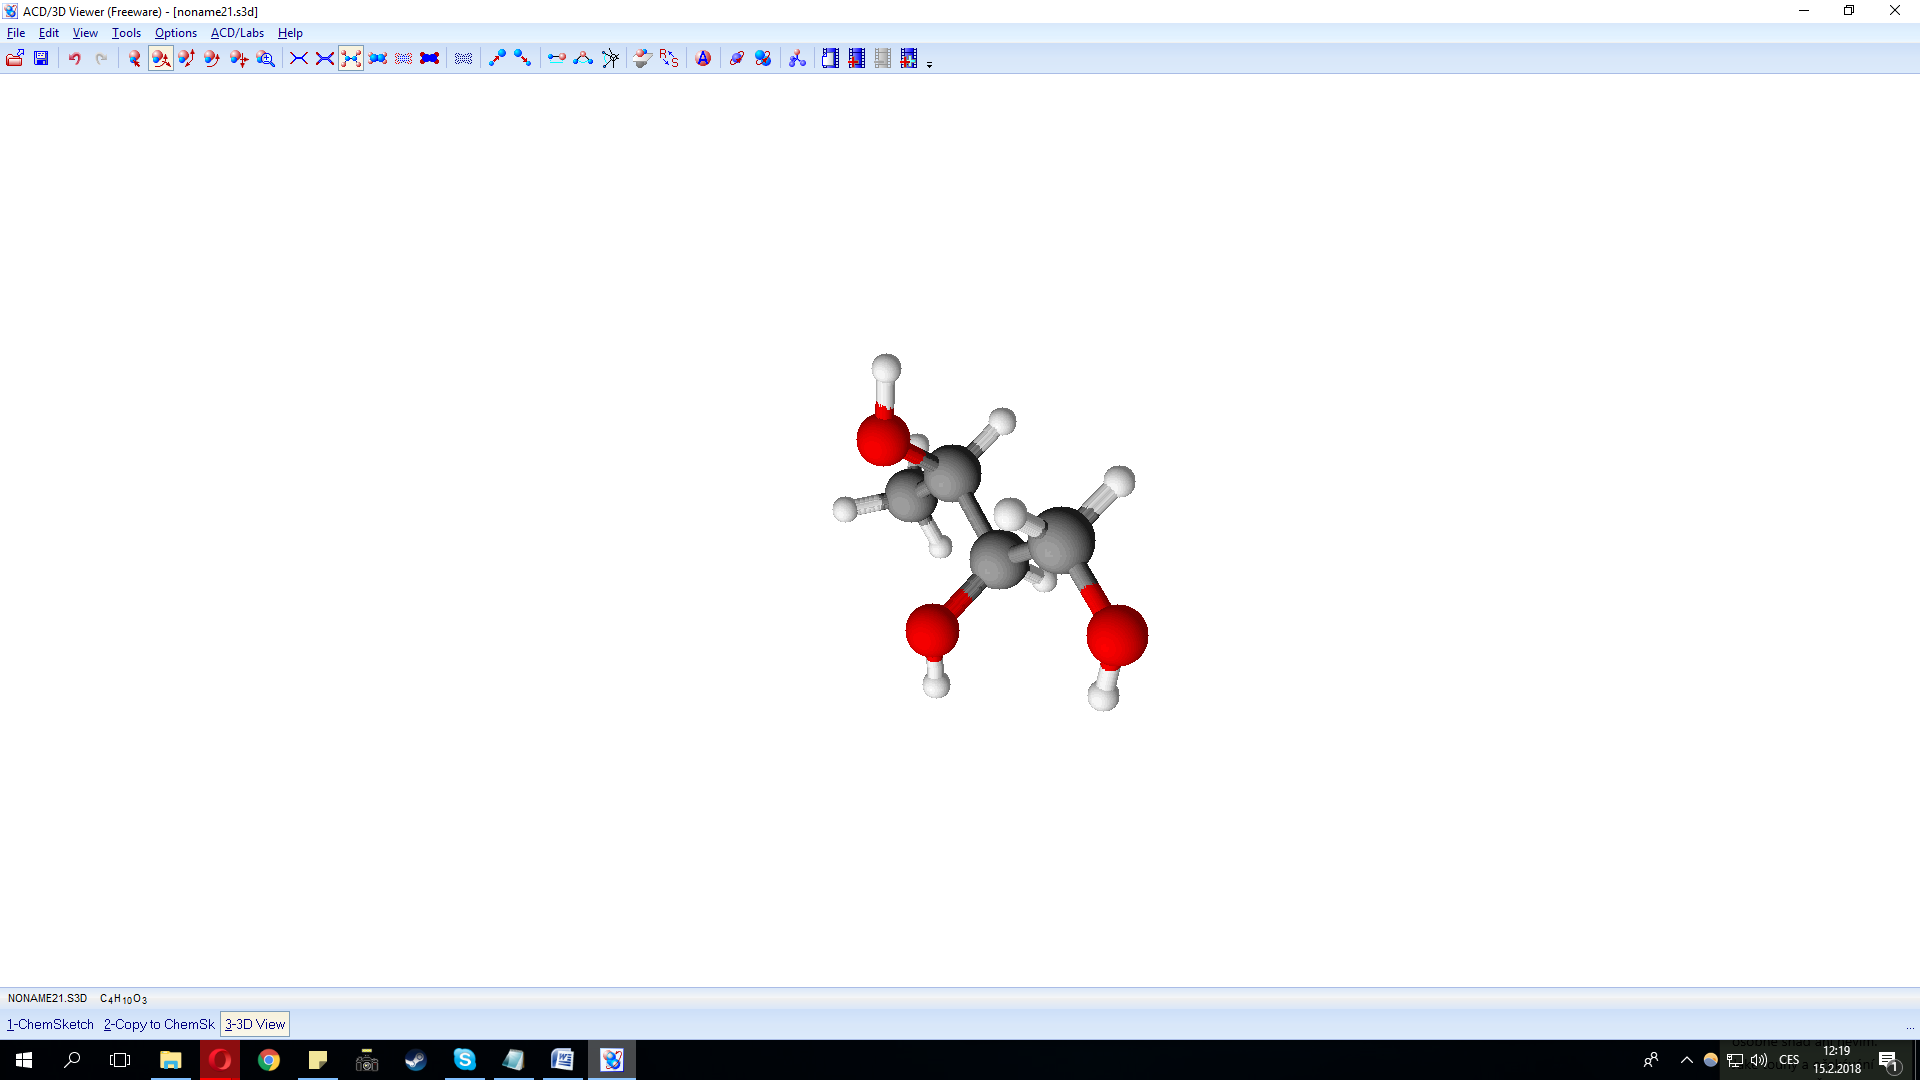 ACD/3D Viewer (Freeware) - [noname21.s3d]
File Edit View Tools Options ACD/Labs Help
NONAME21.S3D C4H10O3
1-ChemSketch 2-Copy to ChemSk 3-3D View
...
12:19
CES
15.2.2018
1